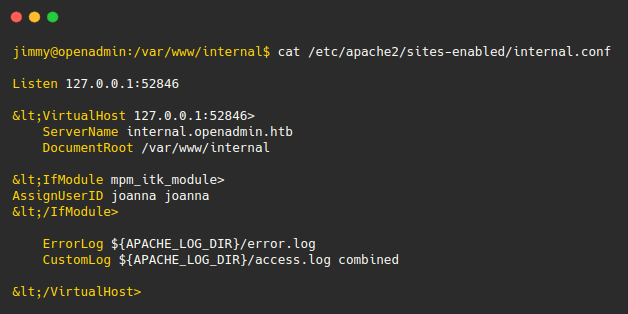 jimmy@openadmin:/var/www/internal$ cat /etc/apache2/sites-enabled/internal.conf
Listen 127.0.0.1:52846
&lt;VirtualHost 127.0.0.1:52846>
ServerName internal.openadmin.htb
DocumentRoot /var/www/internal
&lt;IfModule mpm_itk_module>
AssignUserID joanna joanna
&lt;/IfModule>
ErrorLog ${APACHE_LOG_DIR}/error.log
CustomLog ${APACHE_LOG_DIR}/access.log combined
&lt;/VirtualHost>